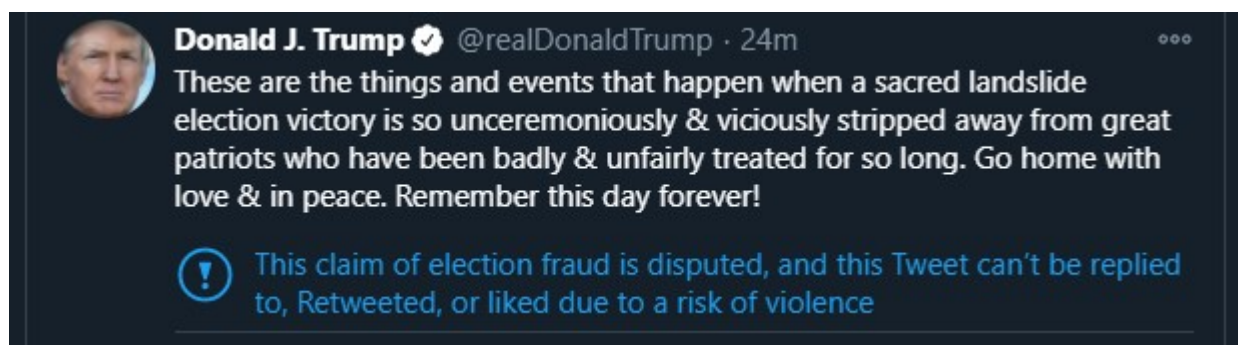 Donald J. Trump @realDonaldTrump · 24m
These are the things and events that happen when a sacred landslide
election victory is so unceremoniously & viciously stripped away from great
patriots who have been badly & unfairly treated for so long. Go home with
love & in peace. Remember this day forever!
This claim of election fraud is disputed, and this Tweet can’t be replied
to, Retweeted, or liked due to a risk of violence